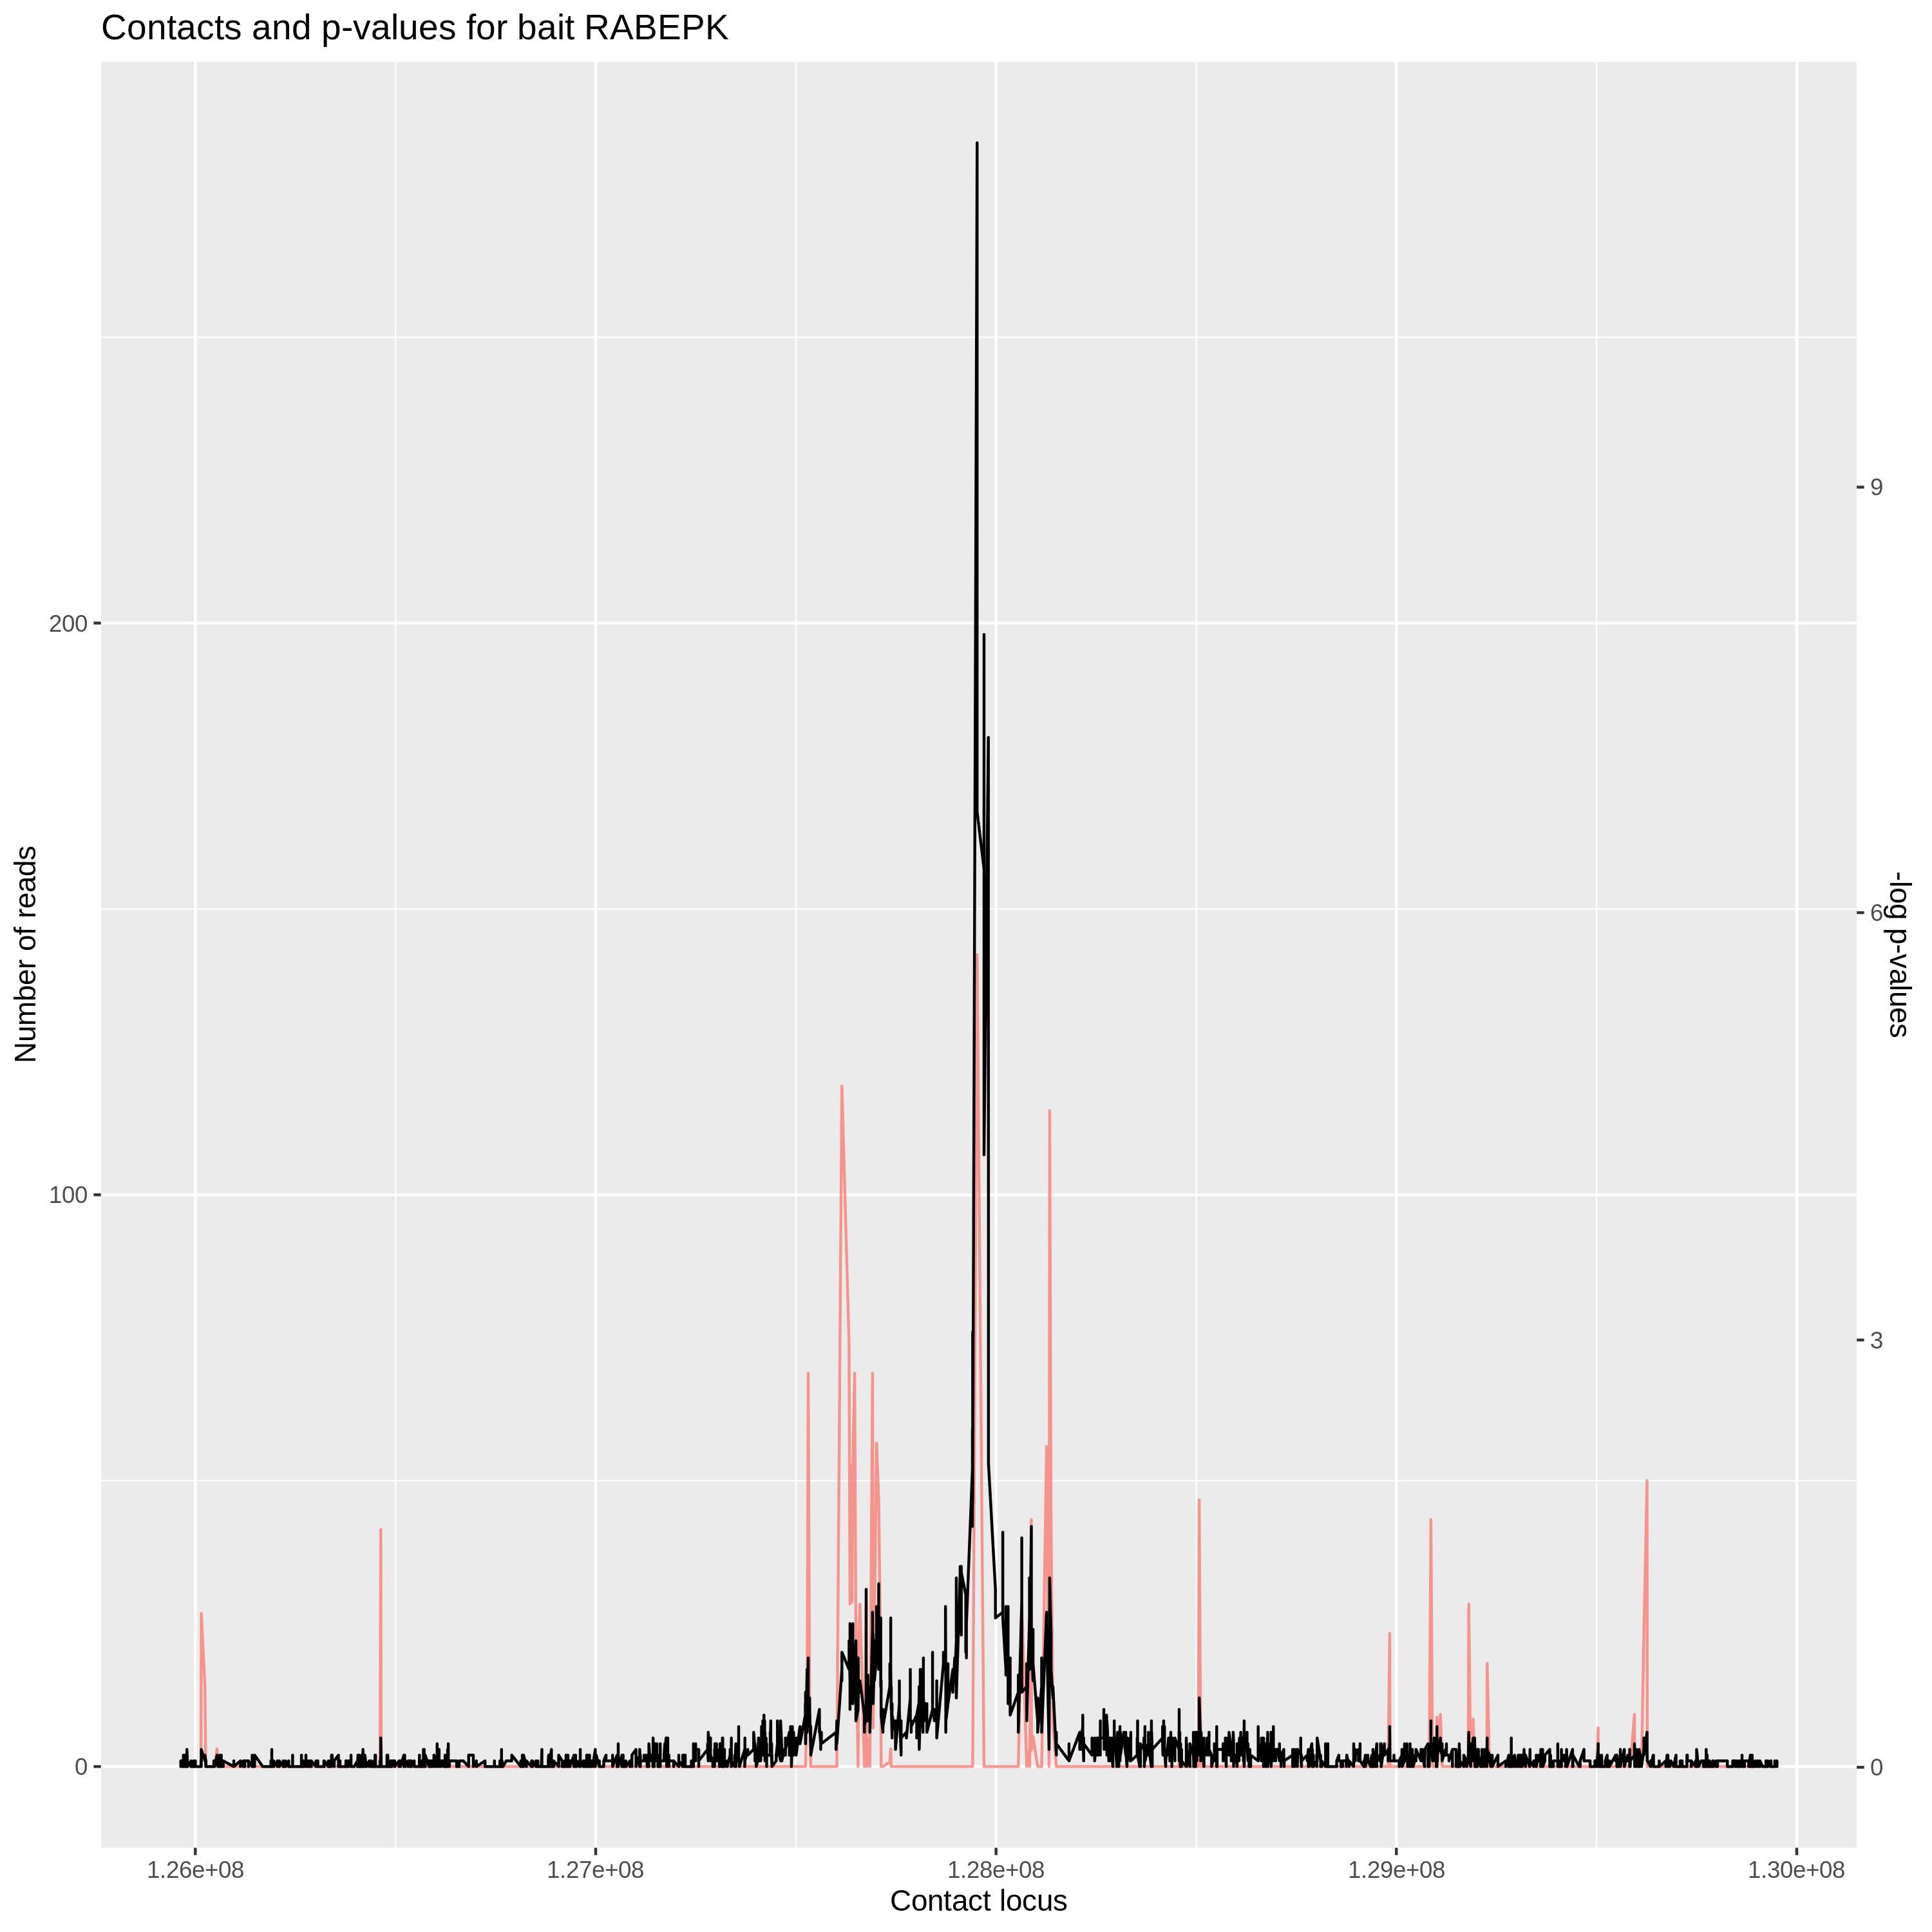 Contacts and p-values for bait RABEPK
Number of reads
200
100
0
9
6
3
0
-log p-values
1.26e+08
1.27e+08
1.28e+08
1.29e+08
1.30e+08
Contact locus